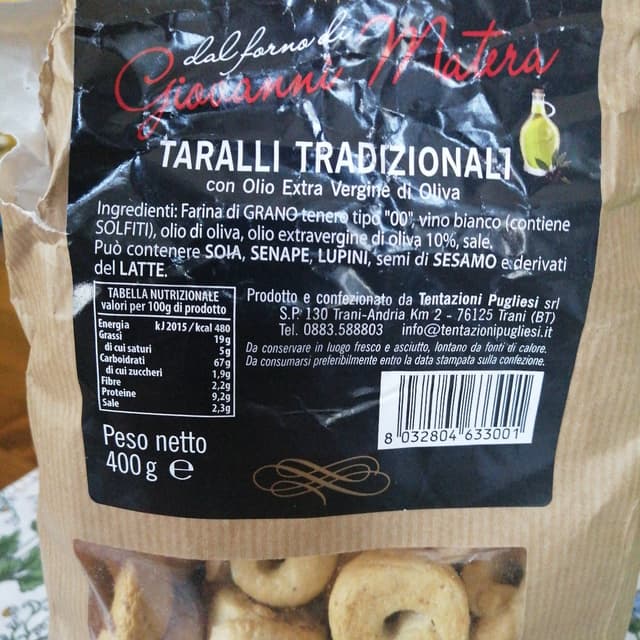 dal forno di
Giovanni Matera
TARALLI TRADIZIONALI
con Olio Extra Vergine di Oliva
Ingredienti: Farina di GRANO tenero tipo "00" vino bianco (contiene
SOLFITI), olio di oliva, olio extravergine di oliva 10%, sale.
Può contenere SOIA, SENAPE, LUPINI, semi di SESAMO e derivati
del LATTE.
TABELLA NUTRIZIONALE
valori per 100g di prodotto
Energia kJ 2015 / kcal 480
Grassi 19g
di cui saturi 5g
Carboidrati 67g
di cui zuccheri 1,9g
Fibre 2,2g
Proteine 9,2g
Sale 2,3g
Prodotto e confezionato da Tentazioni Pugliesi srl
S.P. 130 Trani-Andria Km 2 - 76125 Trani (BT)
Tel. 0883.588803 info@tentazionipugliesi.it
Da conservare in luogo fresco e asciutto, lontano da fonti di calore.
Da consumarsi preferibilmente entro la data stampata sulla confezione.
8 032804 633001
Peso netto
400 g ℮